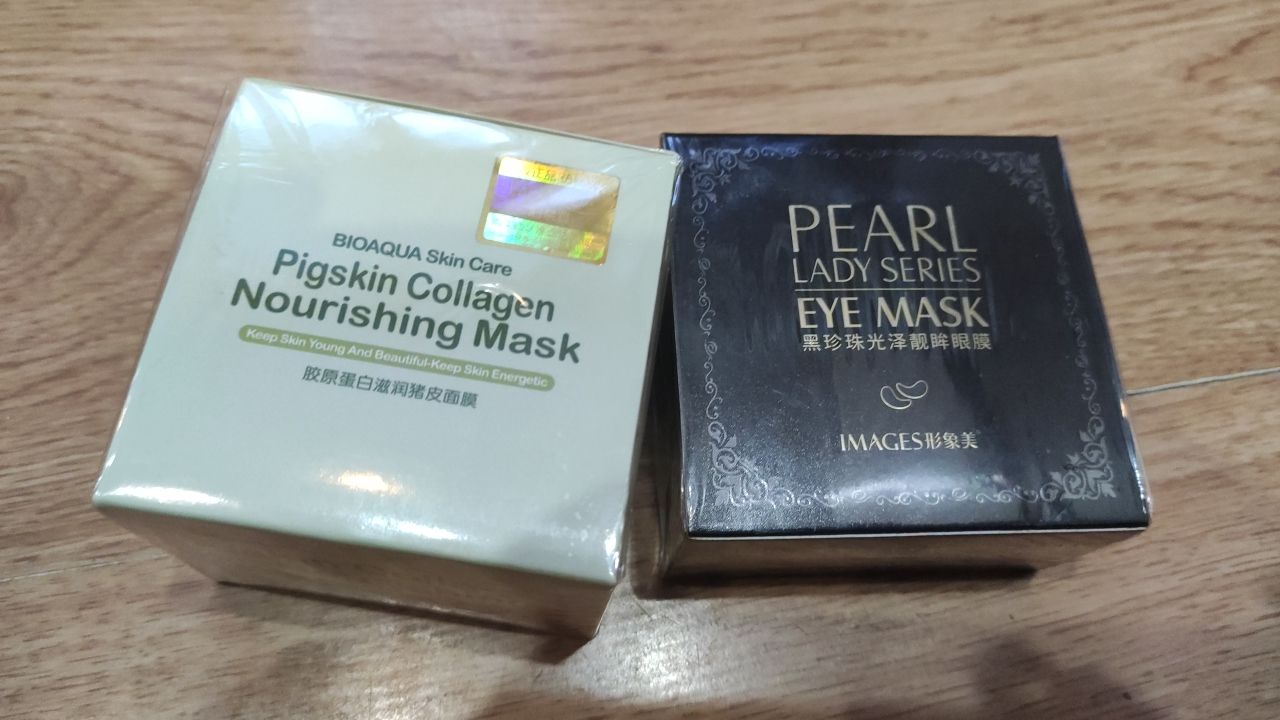 BIOAQUA Skin Care
Pigskin Collagen
Nourishing Mask
Keep Skin Young And Beautiful-Keep Skin Energetic
胶原蛋白滋润猪皮面膜
PEARL
LADY SERIES
EYE MASK
黑珍珠光泽靓眸眼膜
IMAGES形象美